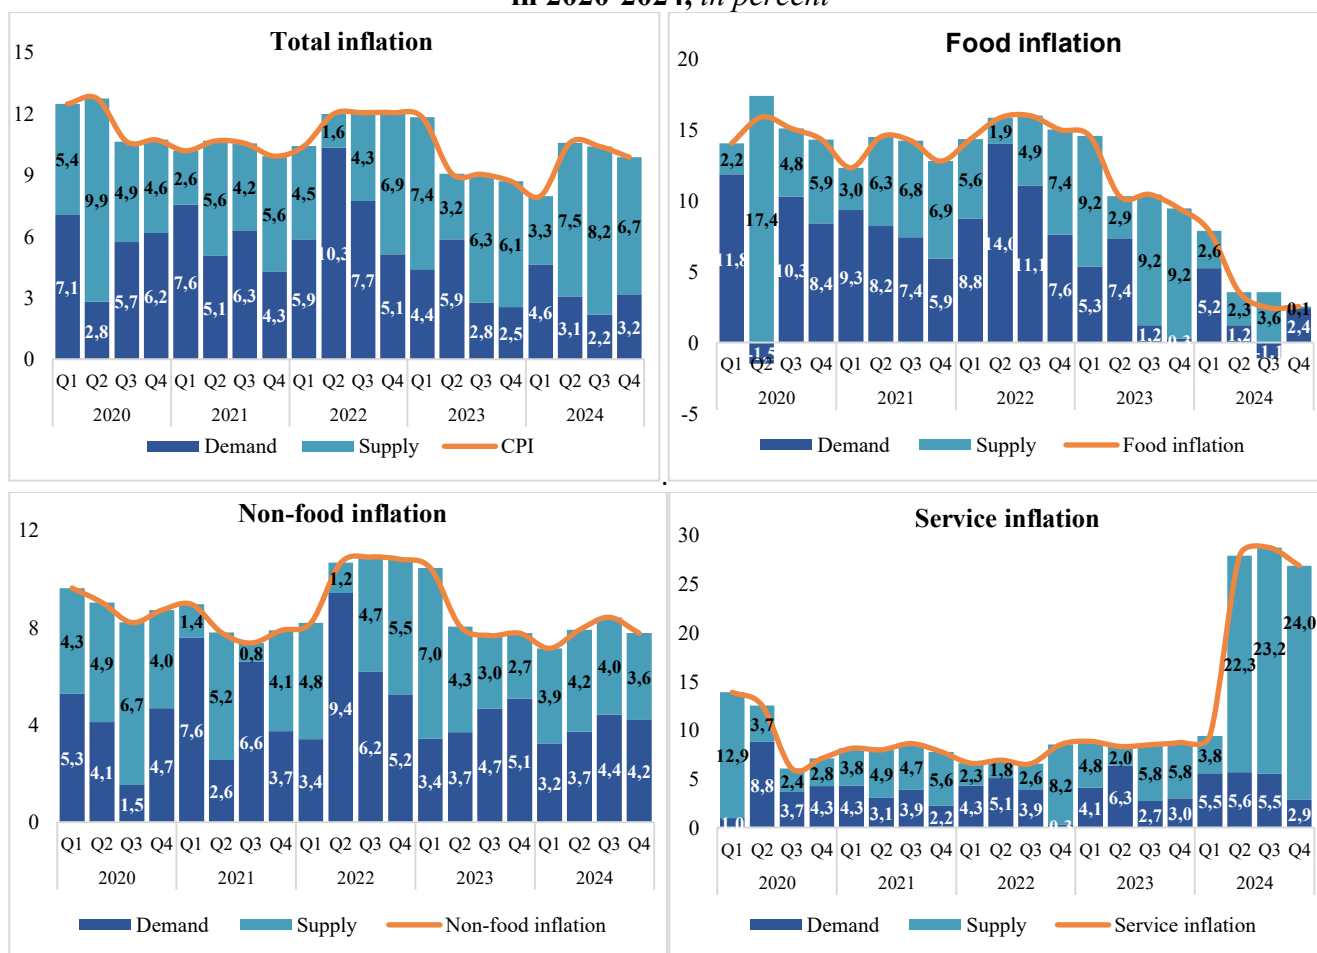 in 2020-2024, in percent
Total inflation
15
12
9
6
3
0
5,4 9,9 4,9 4,6 2,6 5,6 4,2 5,6 4,5 1,6 4,3 6,9 7,4 3,2 6,3 6,1 3,3 7,5 8,2 6,7
7,1 2,8 5,7 6,2 7,6 5,1 6,3 4,3 5,9 10,3 7,7 5,1 4,4 5,9 2,8 2,5 4,6 3,1 2,2 3,2
Q1 Q2 Q3 Q4 Q1 Q2 Q3 Q4 Q1 Q2 Q3 Q4 Q1 Q2 Q3 Q4 Q1 Q2 Q3 Q4
2020 2021 2022 2023 2024
Demand Supply CPI
Food inflation
20
15
10
5
0
-5
2,2 17,4 4,8 5,9 3,0 6,3 6,8 6,9 5,6 1,9 4,9 7,4 9,2 2,9 9,2 9,2 2,6 2,3 3,6 0,1
11,8 -1,5 10,3 8,4 9,3 8,2 7,4 5,9 8,8 14,0 11,1 7,6 5,3 7,4 1,2 0,3 5,2 1,2 -1,1 2,4
Q1 Q2 Q3 Q4 Q1 Q2 Q3 Q4 Q1 Q2 Q3 Q4 Q1 Q2 Q3 Q4 Q1 Q2 Q3 Q4
2020 2021 2022 2023 2024
Demand Supply Food inflation
.
Non-food inflation
12
8
4
0
4,3 4,9 6,7 4,0 1,4 5,2 0,8 4,1 4,8 1,2 4,7 5,5 7,0 4,3 3,0 2,7 3,9 4,2 4,0 3,6
5,3 4,1 1,5 4,7 7,6 2,6 6,6 3,7 3,4 9,4 6,2 5,2 3,4 3,7 4,7 5,1 3,2 3,7 4,4 4,2
Q1 Q2 Q3 Q4 Q1 Q2 Q3 Q4 Q1 Q2 Q3 Q4 Q1 Q2 Q3 Q4 Q1 Q2 Q3 Q4
2020 2021 2022 2023 2024
Demand Supply Non-food inflation
Service inflation
30
25
20
15
10
5
0
12,9 3,7 2,4 2,8 3,8 4,9 4,7 5,6 2,3 1,8 2,6 8,2 4,8 2,0 5,8 5,8 3,8 22,3 23,2 24,0
1,0 8,8 3,7 4,3 4,3 3,1 3,9 2,2 4,3 5,1 3,9 0,3 4,1 6,3 2,7 3,0 5,5 5,6 5,5 2,9
Q1 Q2 Q3 Q4 Q1 Q2 Q3 Q4 Q1 Q2 Q3 Q4 Q1 Q2 Q3 Q4 Q1 Q2 Q3 Q4
2020 2021 2022 2023 2024
Demand Supply Service inflation